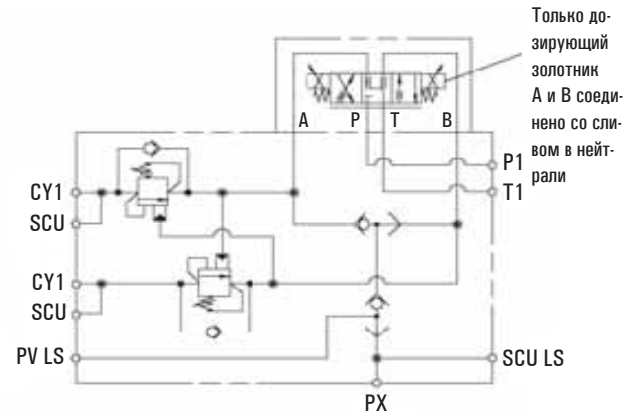 Только до-
зирующий
золотник
А и В соеди-
нено со сли-
вом в нейт-
рали
A P T B
P1
T1
CY1
SCU
CY1
SCU
PV LS
SCU LS
PX